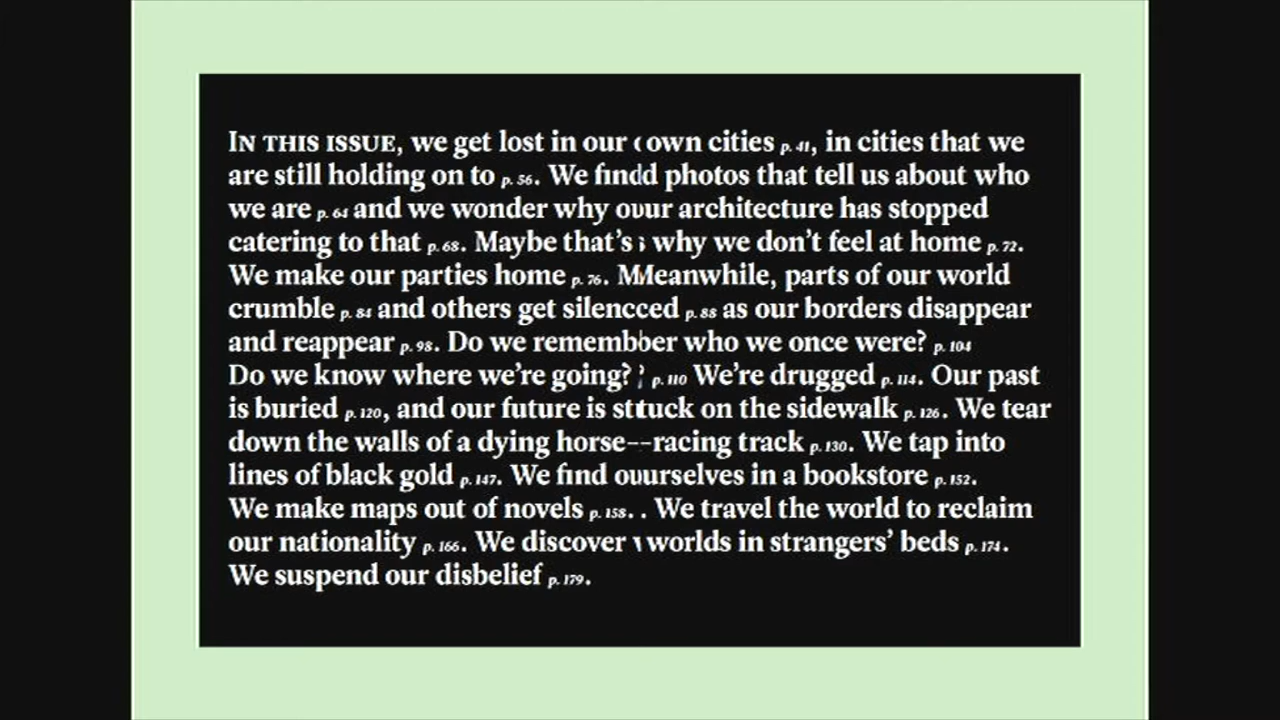 IN THIS ISSUE, we get lost in our own cities p. 41, in cities that we
are still holding on to p. 56. We find photos that tell us about who
we are p. 64 and we wonder why our architecture has stopped
catering to that p. 68. Maybe that's why we don't feel at home p. 72.
We make our parties home p. 76. Meanwhile, parts of our world
crumble p. 84 and others get silenced p. 88 as our borders disappear
and reappear p. 98. Do we remember who we once were? p. 104
Do we know where we're going? p. 110 We're drugged p. 114. Our past
is buried p. 120, and our future is stuck on the sidewalk p. 126. We tear
down the walls of a dying horse-racing track p. 130. We tap into
lines of black gold p. 147. We find ourselves in a bookstore p. 152.
We make maps out of novels p. 158. We travel the world to reclaim
our nationality p. 166. We discover worlds in strangers' beds p. 174.
We suspend our disbelief p. 179.